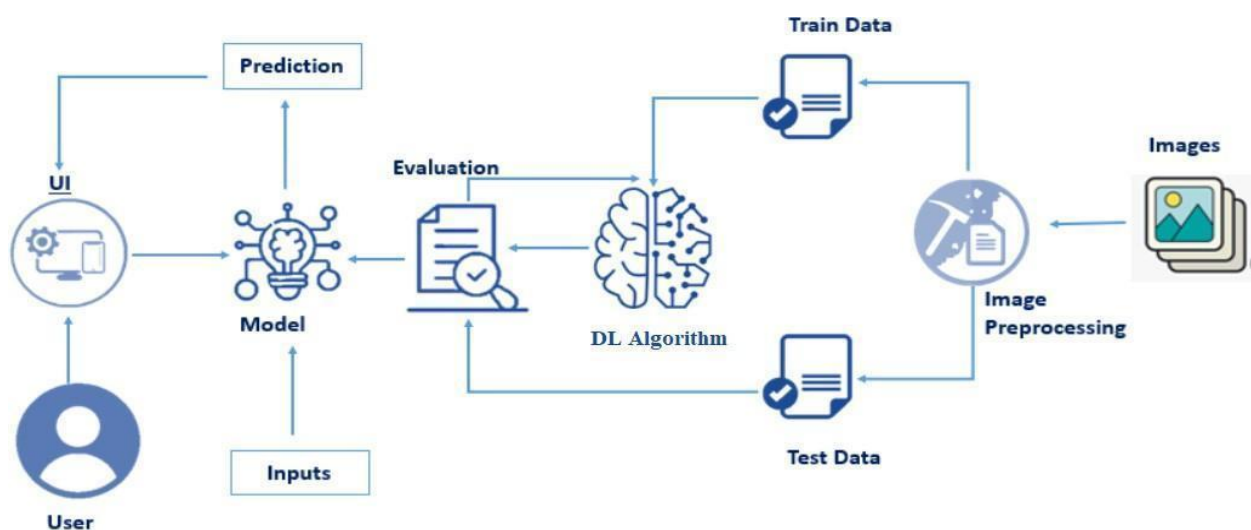 Train Data
Prediction
Images
Evaluation
UI
Image
Preprocessing
Model
DL Algorithm
Test Data
Inputs
User